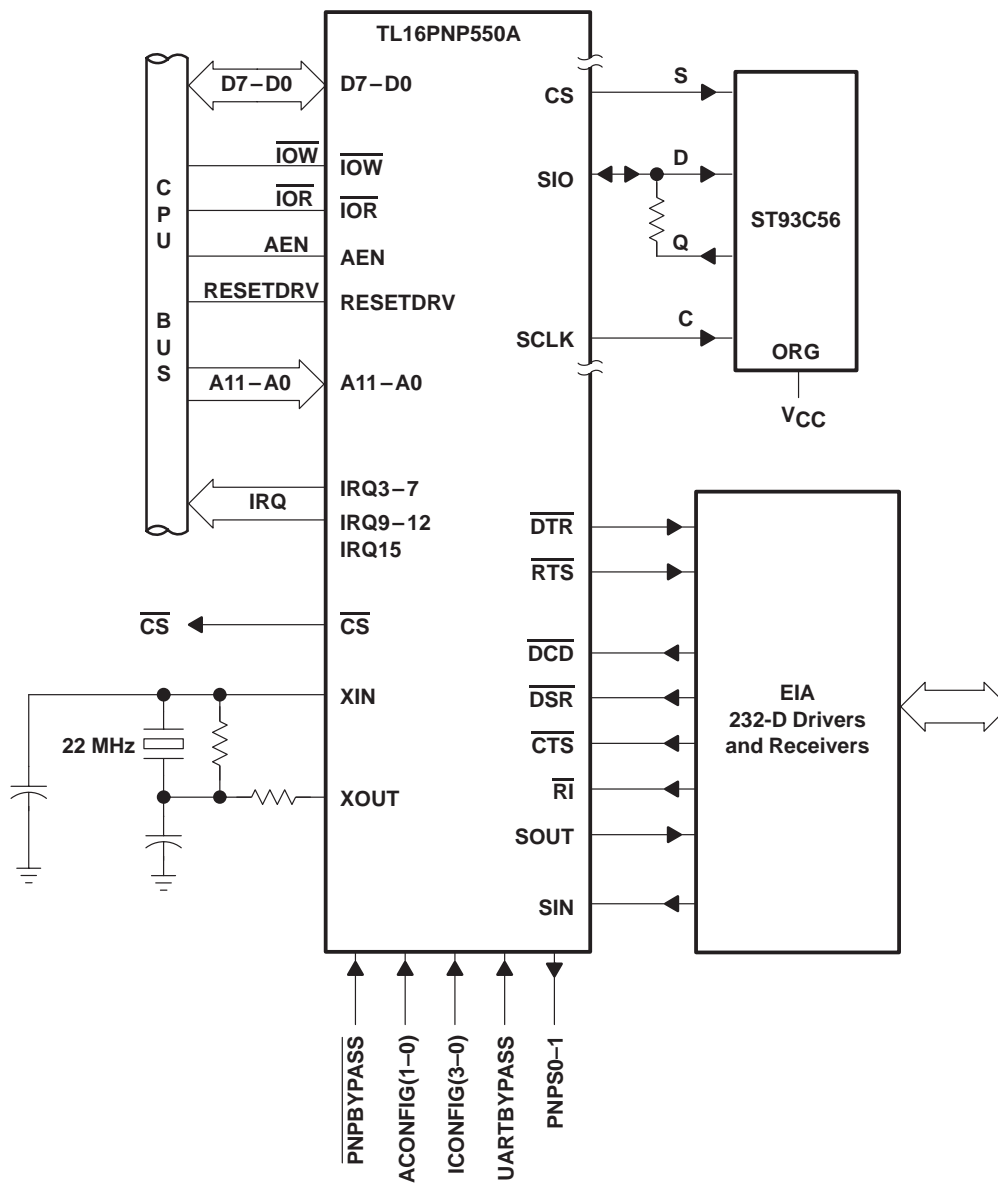 TL16PNP550A
CPU BUS
D7–D0
D7–D0
IOW
IOW
IOR
IOR
AEN
AEN
RESETDRV
RESETDRV
A11–A0
A11–A0
IRQ
IRQ3–7
IRQ9–12
IRQ15
CS
CS
XIN
22 MHz
XOUT
CS
S
SIO
D
Q
SCLK
C
ST93C56
ORG
VCC
DTR
RTS
DCD
DSR
CTS
RI
SOUT
SIN
EIA
232-D Drivers
and Receivers
PNPBYPASS
ACONFIG(1–0)
ICONFIG(3–0)
UARTBYPASS
PNPS0–1